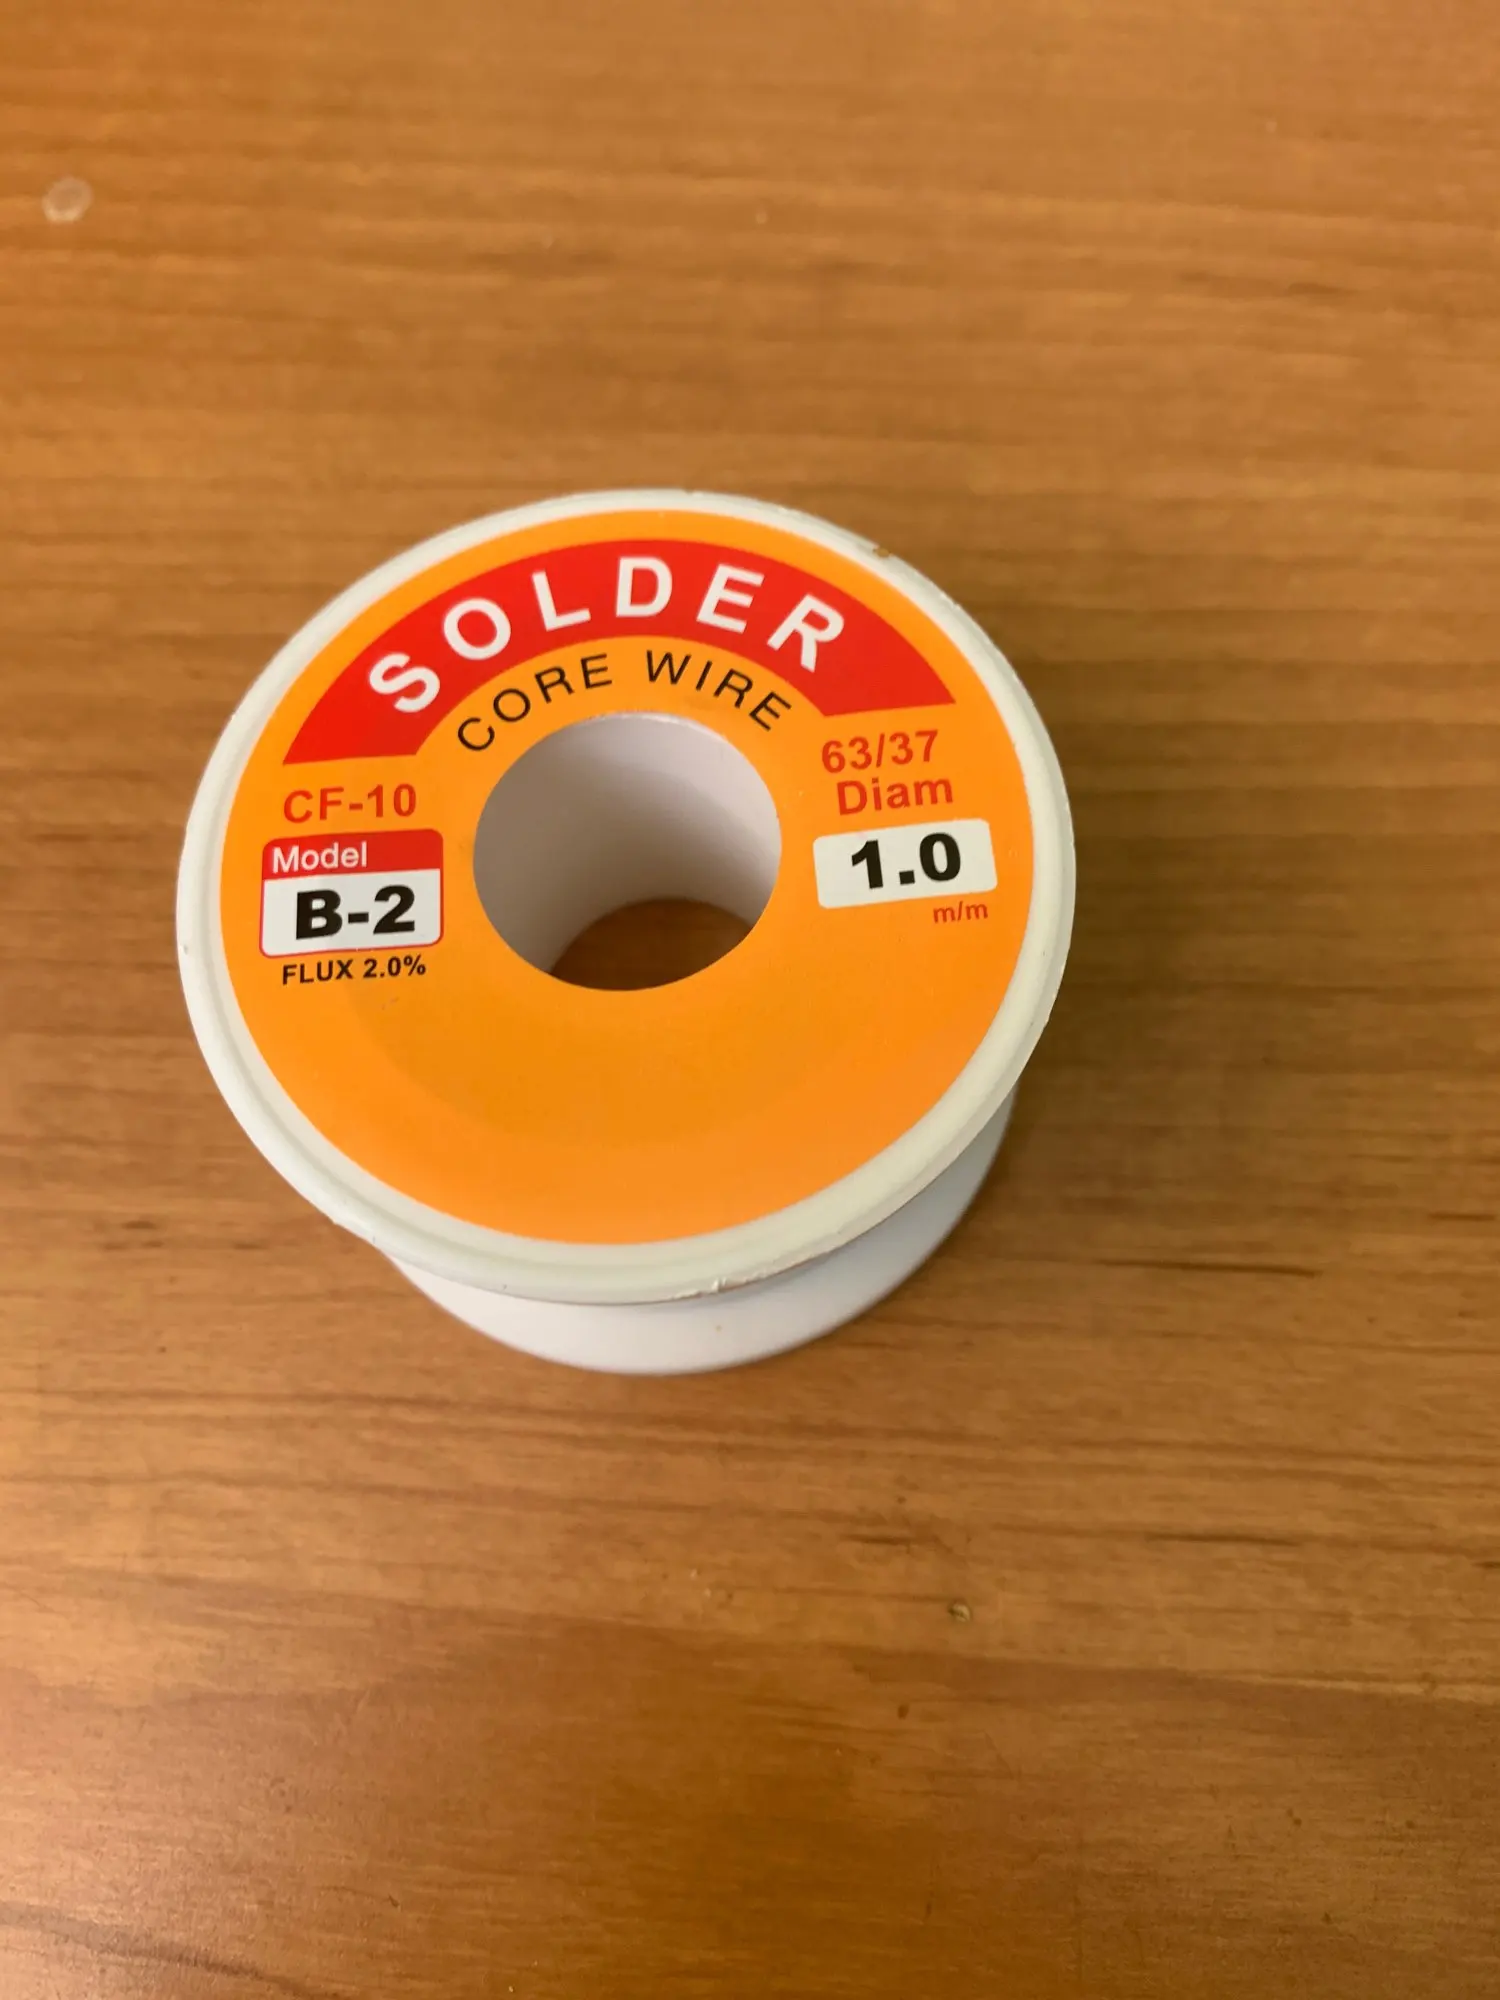 SOLDER
CORE WIRE
CF-10
Model
B-2
FLUX 2.0%
63/37
Diam
1.0
m/m